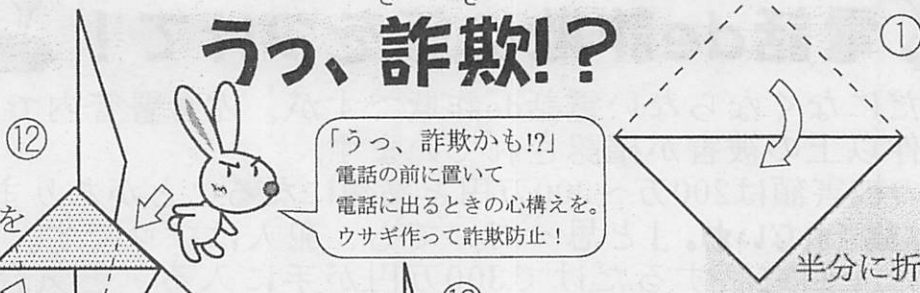 うっ、詐欺!?
①
⑫
「うっ、詐欺かも!?」
電話の前に置いて
電話に出るときの心構えを。
ウサギ作って詐欺防止！
を
半分に折